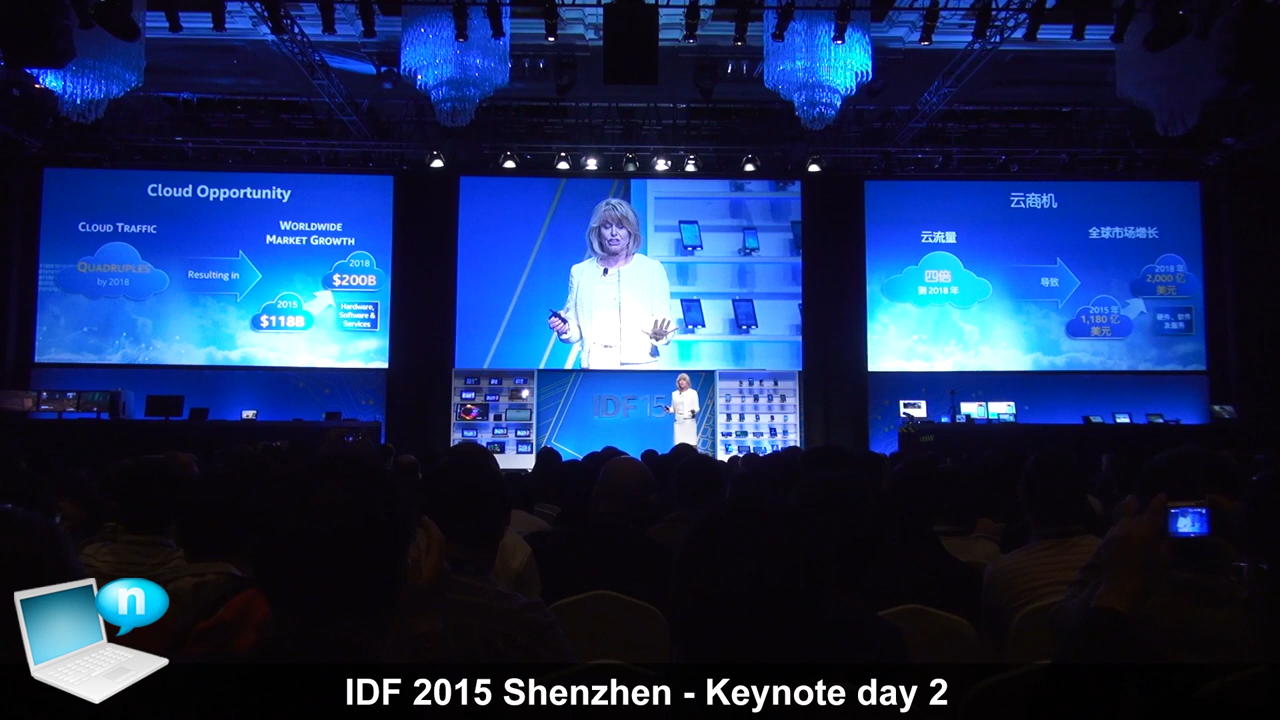 Cloud Opportunity
CLOUD TRAFFIC
QUADRUPLES
by 2018
Resulting in
WORLDWIDE
MARKET GROWTH
2018
$200B
2015
$118B
Hardware,
Software &
Services
云商机
云流量
四倍
到 2018 年
导致
全球市场增长
2018 年
2,000 亿
美元
2015 年
1,180 亿
美元
硬件、软件
及服务
IDF15
n
IDF 2015 Shenzhen - Keynote day 2